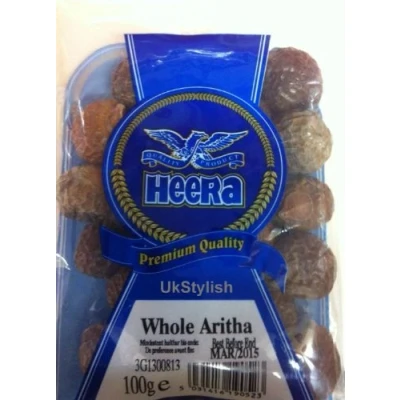 QUALITY PRODUCT
HEERa
Premium Quality
UkStylish
Whole Aritha
Best Before End
MAR/2015
3G1300813
100g e